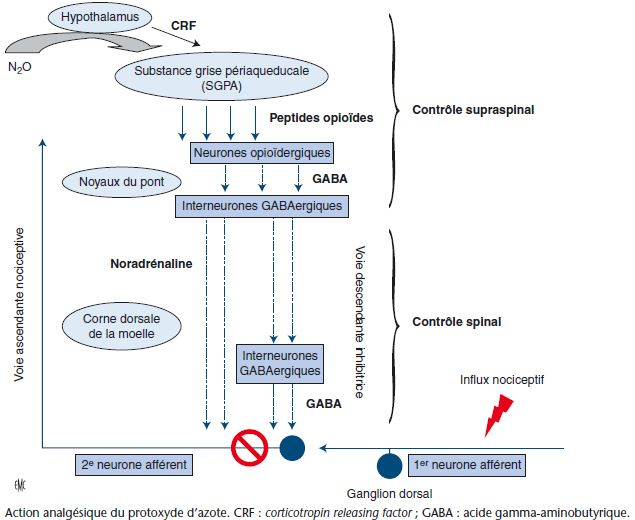 Hypothalamus
CRF
N2O
Substance grise périaqueducale
(SGPA)
Contrôle supraspinal
Peptides opioïdes
Neurones opioïdergiques
GABA
Noyaux du pont
Interneurones GABAergiques
Voie ascendante nociceptive
Noradrénaline
Voie descendante inhibitrice
Corne dorsale
de la moelle
Contrôle spinal
Interneurones
GABAergiques
Influx nociceptif
GABA
2e neurone afférent
1er neurone afférent
EMC
Ganglion dorsal
Action analgésique du protoxyde d'azote. CRF : corticotropin releasing factor ; GABA : acide gamma-aminobutyrique.